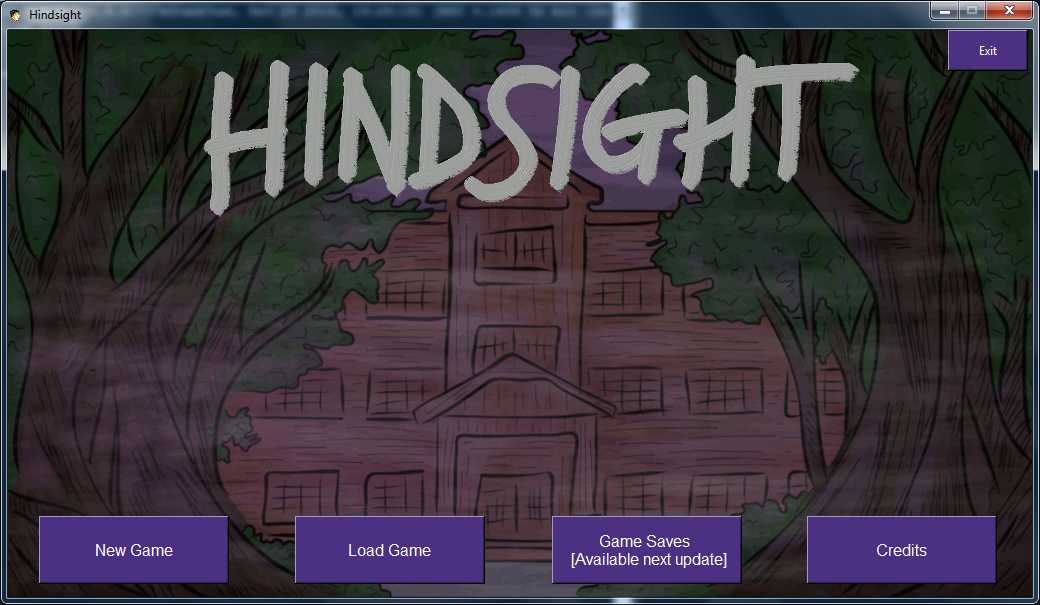 Hindsight
Exit
HINDSIGHT
New Game
Load Game
Game Saves
[Available next update]
Credits